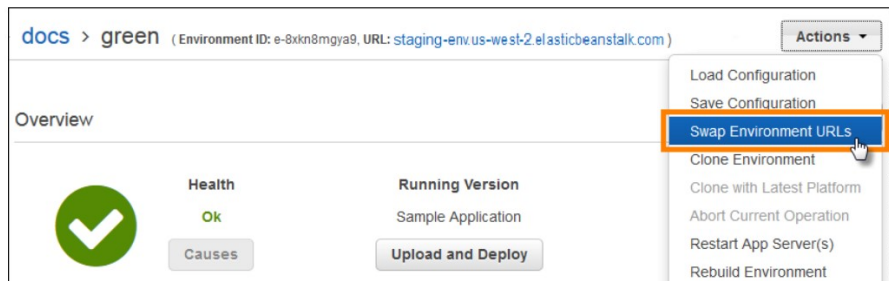 docs > green ( Environment ID: e-8xkn8mgya9, URL: staging-env.us-west-2.elasticbeanstalk.com )
Actions
Load Configuration
Save Configuration
Swap Environment URLs
Clone Environment
Clone with Latest Platform
Abort Current Operation
Restart App Server(s)
Rebuild Environment
Overview
Health
Ok
Causes
Running Version
Sample Application
Upload and Deploy